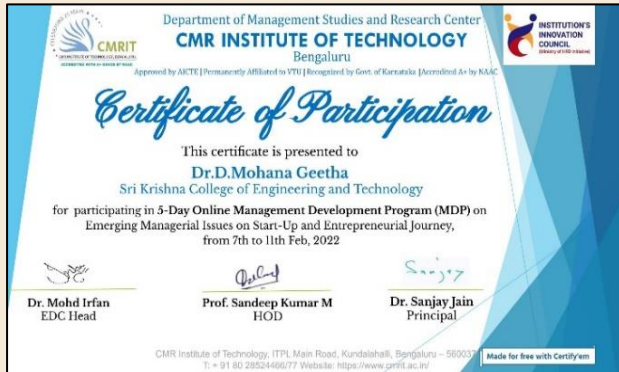 Department of Management Studies and Research Center
CMR INSTITUTE OF TECHNOLOGY
Bengaluru
Approved by AICTE | Permanently Affiliated to VTU | Recognized by Govt. of Karnataka | Accredited A+ by NAAC
CMRIT
INSTITUTION'S
INNOVATION
COUNCIL
(Ministry of HRD Initiative)
Certificate of Participation
This certificate is presented to
Dr.D.Mohana Geetha
Sri Krishna College of Engineering and Technology
for participating in 5-Day Online Management Development Program (MDP) on
Emerging Managerial Issues on Start-Up and Entrepreneurial Journey,
from 7th to 11th Feb, 2022
Sanjay
Dr. Mohd Irfan
EDC Head
Prof. Sandeep Kumar M
HOD
Dr. Sanjay Jain
Principal
CMR Institute of Technology, ITPL Main Road, Kundalahalli, Bengaluru – 560037
T: + 91 80 28524466/77 Website: https://www.cmrit.ac.in/
Made for free with Certify'em